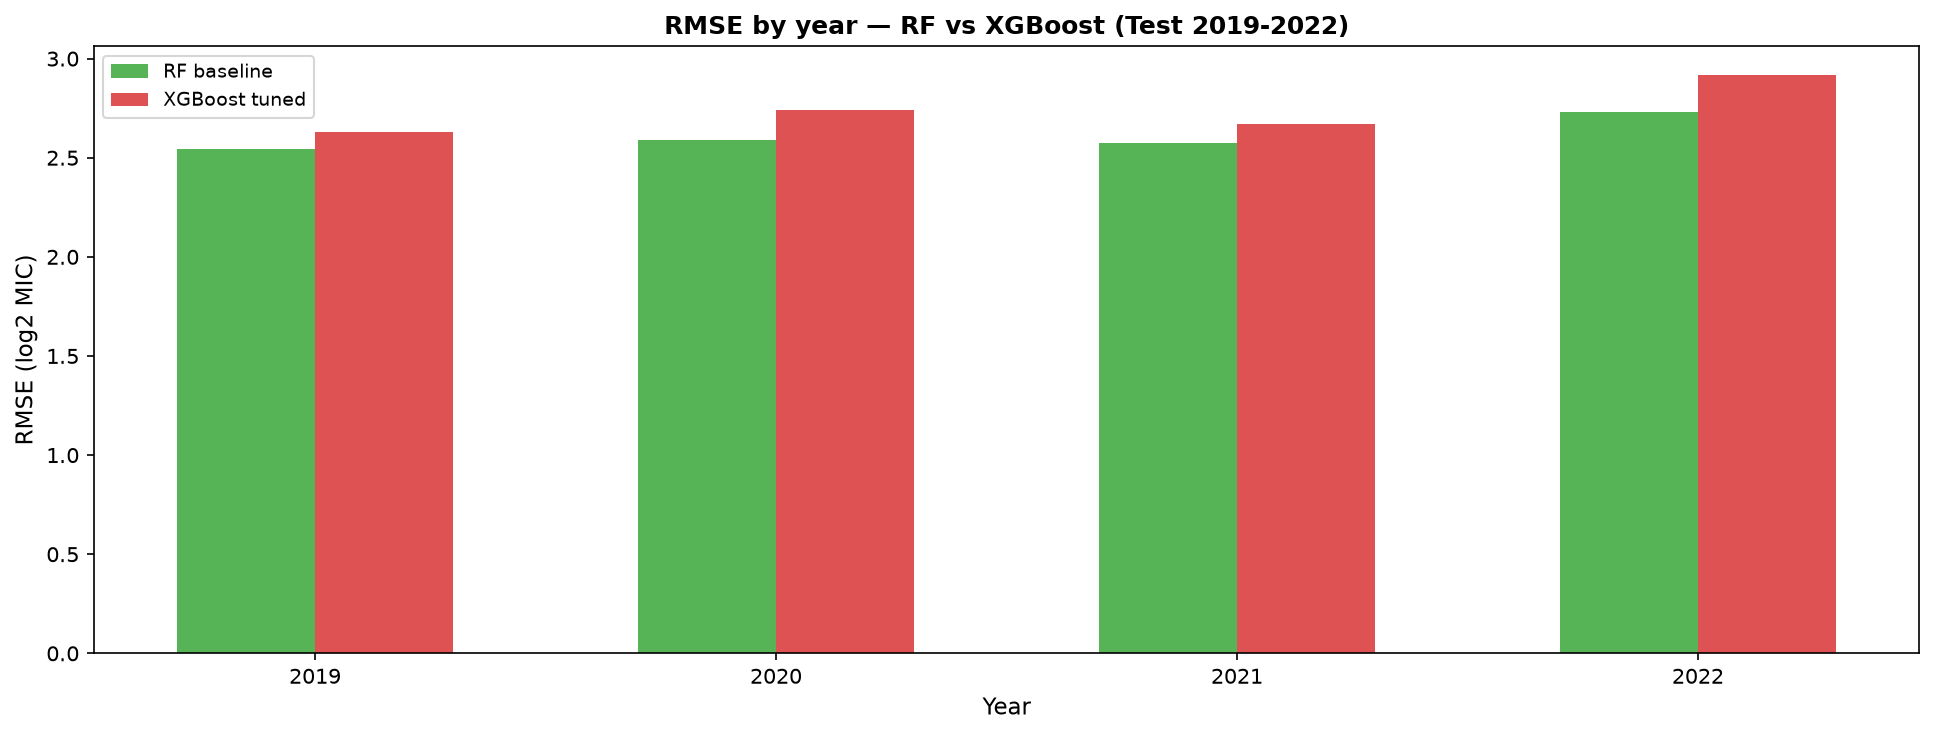 RMSE by year — RF vs XGBoost (Test 2019-2022)
RF baseline
XGBoost tuned
RMSE (log2 MIC)
3.0
2.5
2.0
1.5
1.0
0.5
0.0
2019
2020
2021
2022
Year